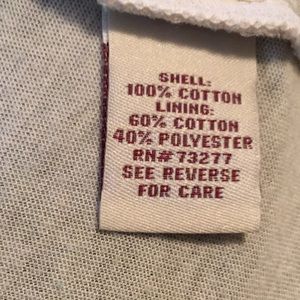 SHELL:
100% COTTON
LINING:
60% COTTON
40% POLYESTER
RN#73277
SEE REVERSE
FOR CARE